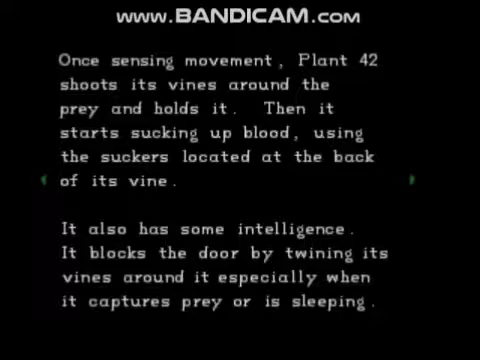 www.BANDICAM.com
Once sensing movement, Plant 42
shoots its vines around the
prey and holds it. Then it
starts sucking up blood, using
the suckers located at the back
of its vine.
It also has some intelligence.
It blocks the door by twining its
vines around it especially when
it captures prey or is sleeping.